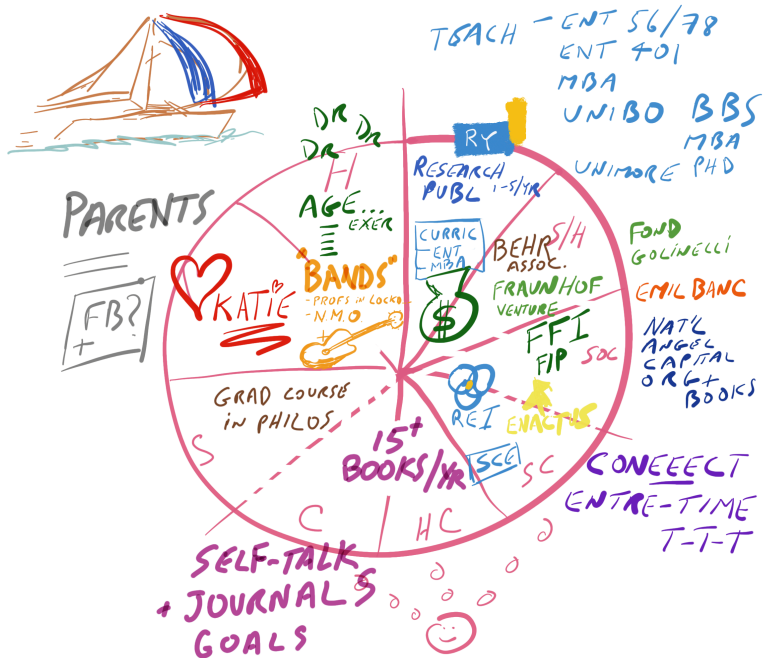 TEACH - ENT 56/78
ENT 401
MBA
UNIBO BBS
MBA
UNIMORE PHD
DR
DR
DR
H
RY
RESEARCH
PUBL 1-5/YR
AGE...
EXER
PARENTS
FB?
+
KATIE
"BANDS"
- PROFS IN LOCKD
- N.M.O
+
CURRIC
- ENT
- MBA
$
S/H
BEHR
ASSOC.
FRAUNHOF
VENTURE
FFI
FIP
SOC
FOND
GOLINELLI
EMIL BANC
NAT'L
ANGEL
CAPITAL
ORG +
BOOKS
GRAD COURSE
IN PHILOS
S
15+
BOOKS/YR
REI
ENACTUS
SCE
SC
C
HC
CONEEECT
ENTRE-TIME
T-T-T
SELF-TALK
+ JOURNALS
GOALS